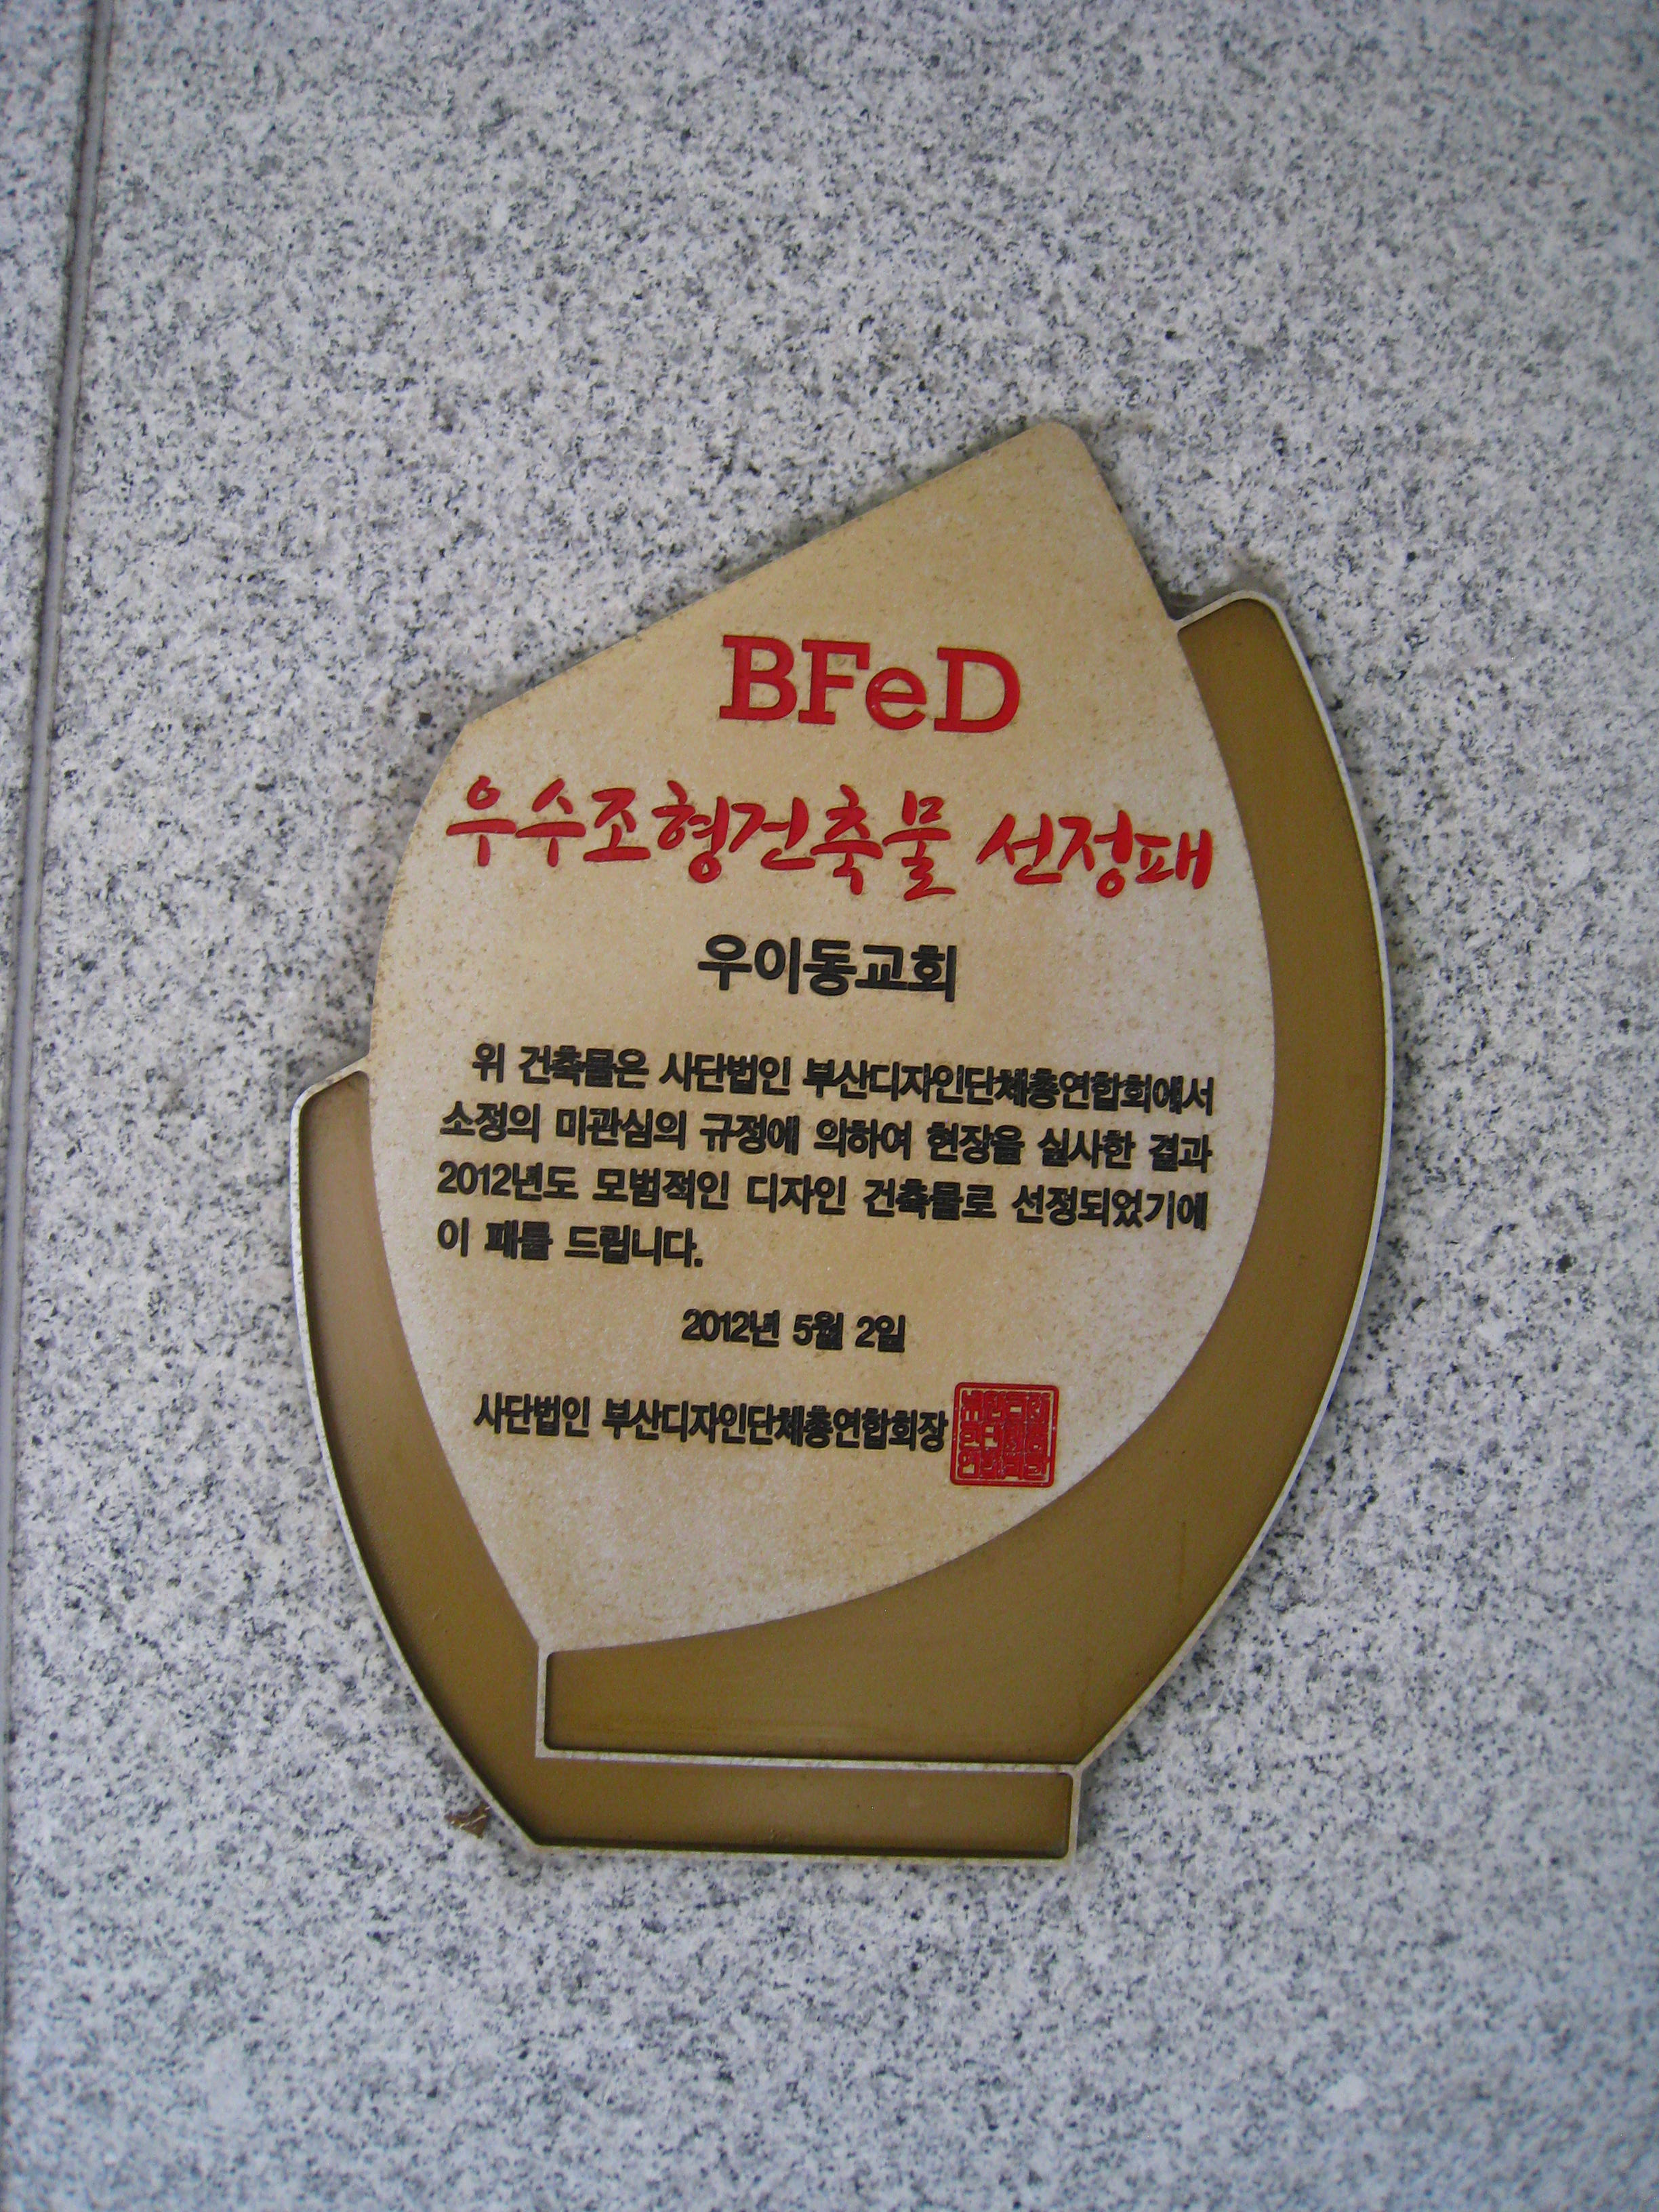 BFeD
우수조형건축물 선정패
우이동교회
위 건축물은 사단법인 부산디자인단체총연합회에서
소정의 미관심의 규정에 의하여 현장을 실사한 결과
2012년도 모범적인 디자인 건축물로 선정되었기에
이 패를 드립니다.
2012년 5월 2일
사단법인 부산디자인단체총연합회장